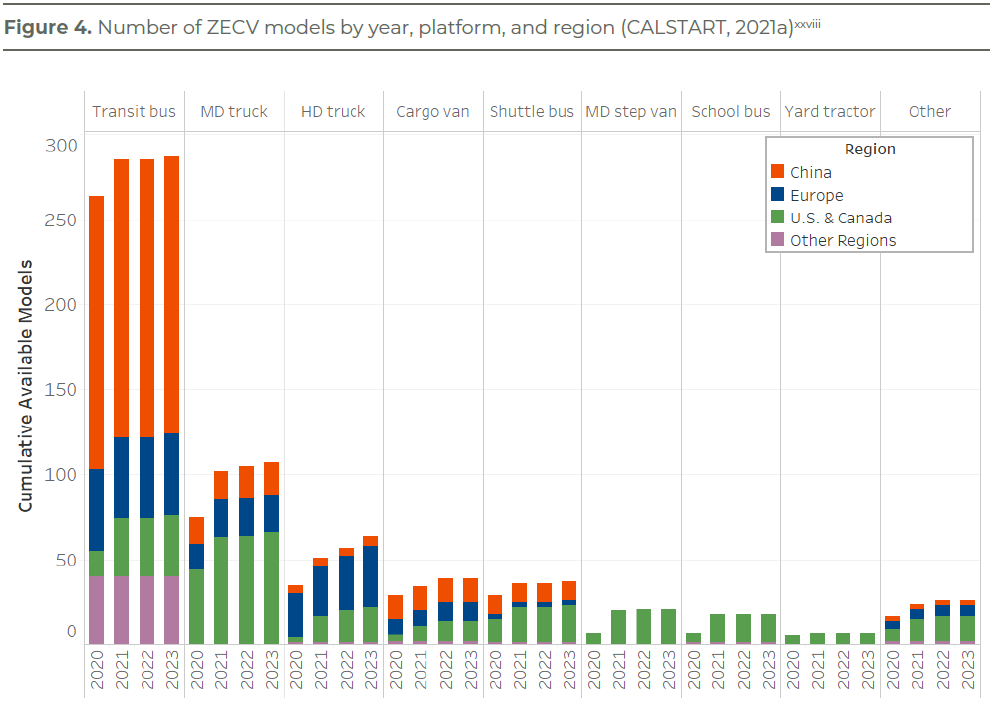 Figure 4. Number of ZECV models by year, platform, and region (CALSTART, 2021a)xxviii
Transit bus MD truck HD truck Cargo van Shuttle bus MD step van School bus Yard tractor Other
Region
China
Europe
U.S. & Canada
Other Regions
Cumulative Available Models
300
250
200
150
100
50
0
2020 2021 2022 2023 2020 2021 2022 2023 2020 2021 2022 2023 2020 2021 2022 2023 2020 2021 2022 2023 2020 2021 2022 2023 2020 2021 2022 2023 2020 2021 2022 2023 2020 2021 2022 2023